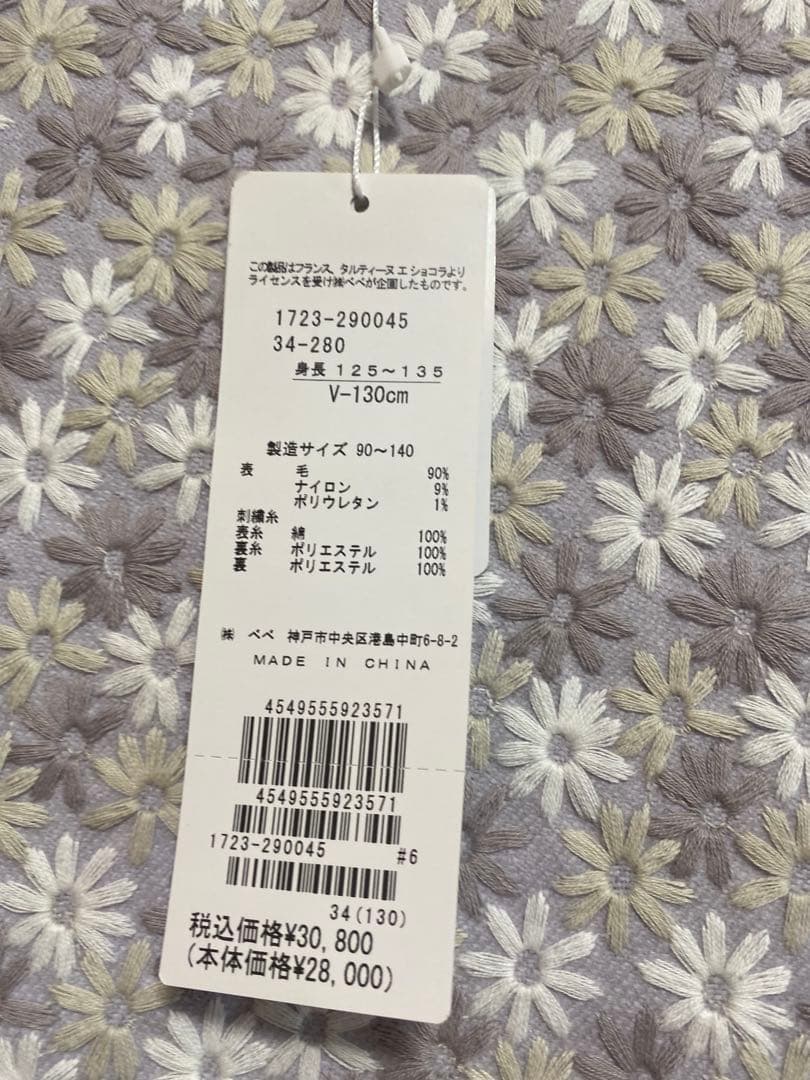 この製品はフランス、タルティーヌ エ ショコラより
ライセンスを受け㈱べべが企画したものです。
1723-290045
34-280
身長 125～135
V-130cm
製造サイズ 90～140
表 毛 90%
ナイロン 9%
ポリウレタン 1%
刺繍糸
表糸 綿 100%
裏糸 ポリエステル 100%
裏 ポリエステル 100%
㈱ べべ 神戸市中央区港島中町6-8-2
MADE IN CHINA
4549555923571
4549555923571
1723-290045 #6
34(130)
税込価格¥30,800
(本体価格¥28,000)